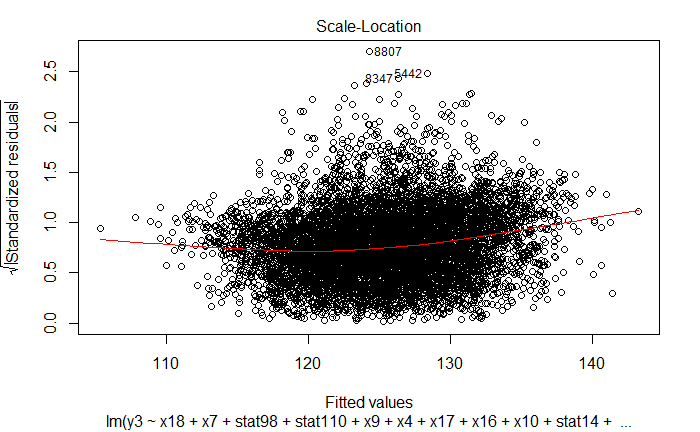 Scale-Location
√|Standardized residuals|
2.5
2.0
1.5
1.0
0.5
0.0
8807
8347 5442
110 120 130 140
Fitted values
lm(y3 ~ x18 + x7 + stat98 + stat110 + x9 + x4 + x17 + x16 + x10 + stat14 + ...